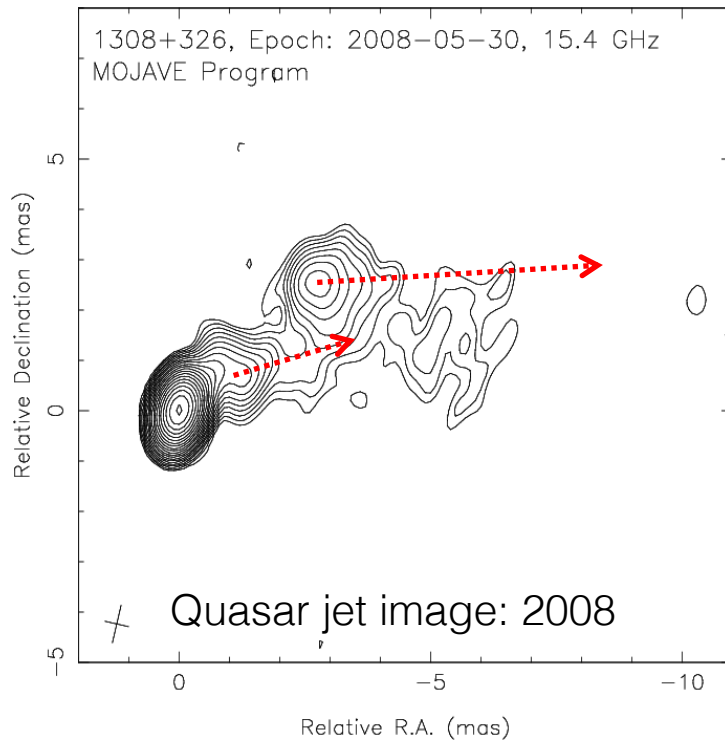 1308+326, Epoch: 2008-05-30, 15.4 GHz
MOJAVE Program
Relative Declination (mas)
5
0
-5
Quasar jet image: 2008
0
-5
-10
Relative R.A. (mas)